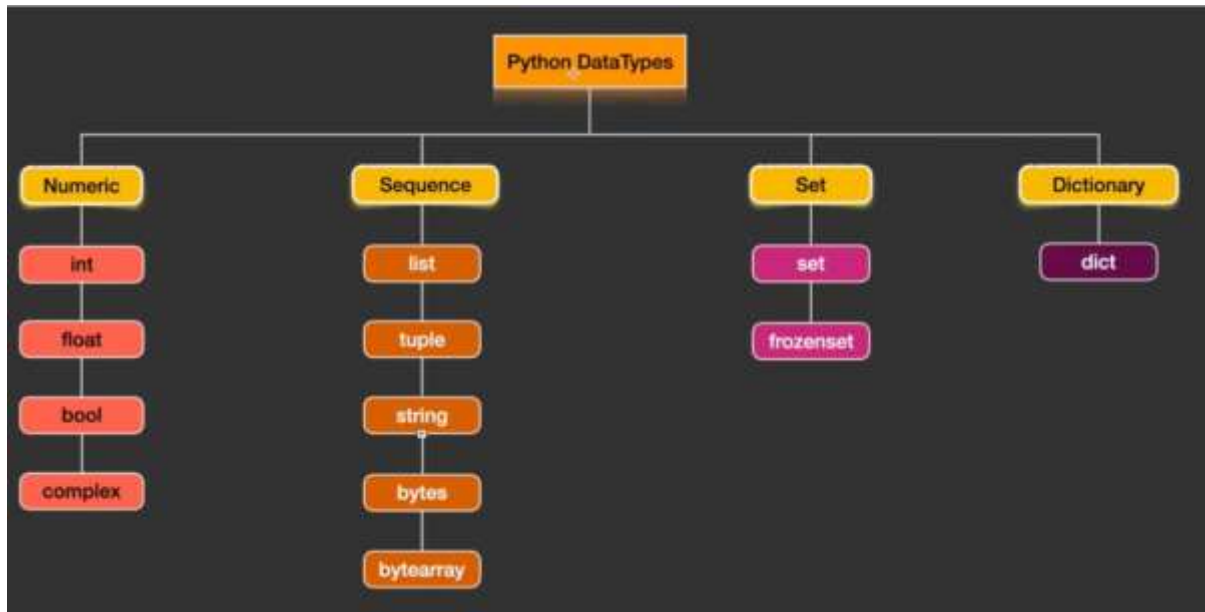 Python DataTypes
Numeric
Sequence
Set
Dictionary
int
list
set
dict
float
tuple
frozenset
bool
string
complex
bytes
bytearray